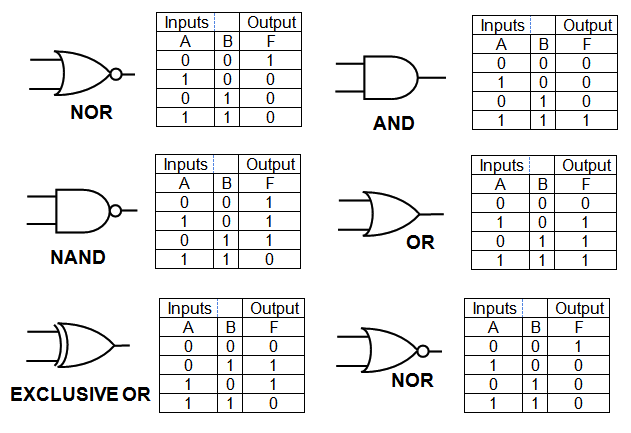 Inputs Output
A B F
0 0 1
1 0 0
0 1 0
1 1 0
NOR
Inputs Output
A B F
0 0 0
1 0 0
0 1 0
1 1 1
AND
Inputs Output
A B F
0 0 1
1 0 1
0 1 1
1 1 0
NAND
Inputs Output
A B F
0 0 0
1 0 1
0 1 1
1 1 1
OR
Inputs Output
A B F
0 0 0
0 1 1
1 0 1
1 1 0
EXCLUSIVE OR
Inputs Output
A B F
0 0 1
1 0 0
0 1 0
1 1 0
NOR